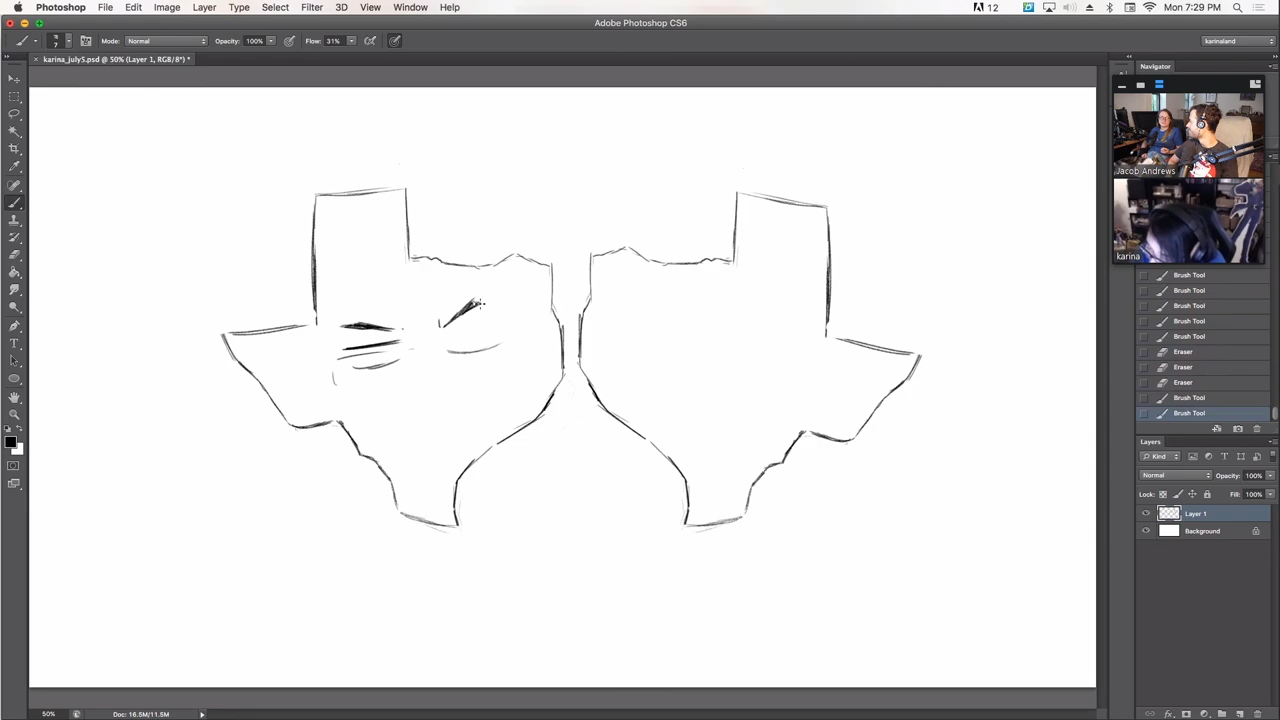 Photoshop File Edit Image Layer Type Select Filter 3D View Window Help 12 Mon 7:29 PM
Adobe Photoshop CS6
7 Mode: Normal Opacity: 100% Flow: 31% karinaland
karina_july5.psd @ 50% (Layer 1, RGB/8*) *
Navigator
Jacob Andrews
karina
Brush Tool
Brush Tool
Brush Tool
Brush Tool
Brush Tool
Eraser
Eraser
Eraser
Brush Tool
Brush Tool
Layers
Kind
Normal Opacity: 100%
Lock: Fill: 100%
Layer 1
Background
50% Doc: 16.5M/11.5M